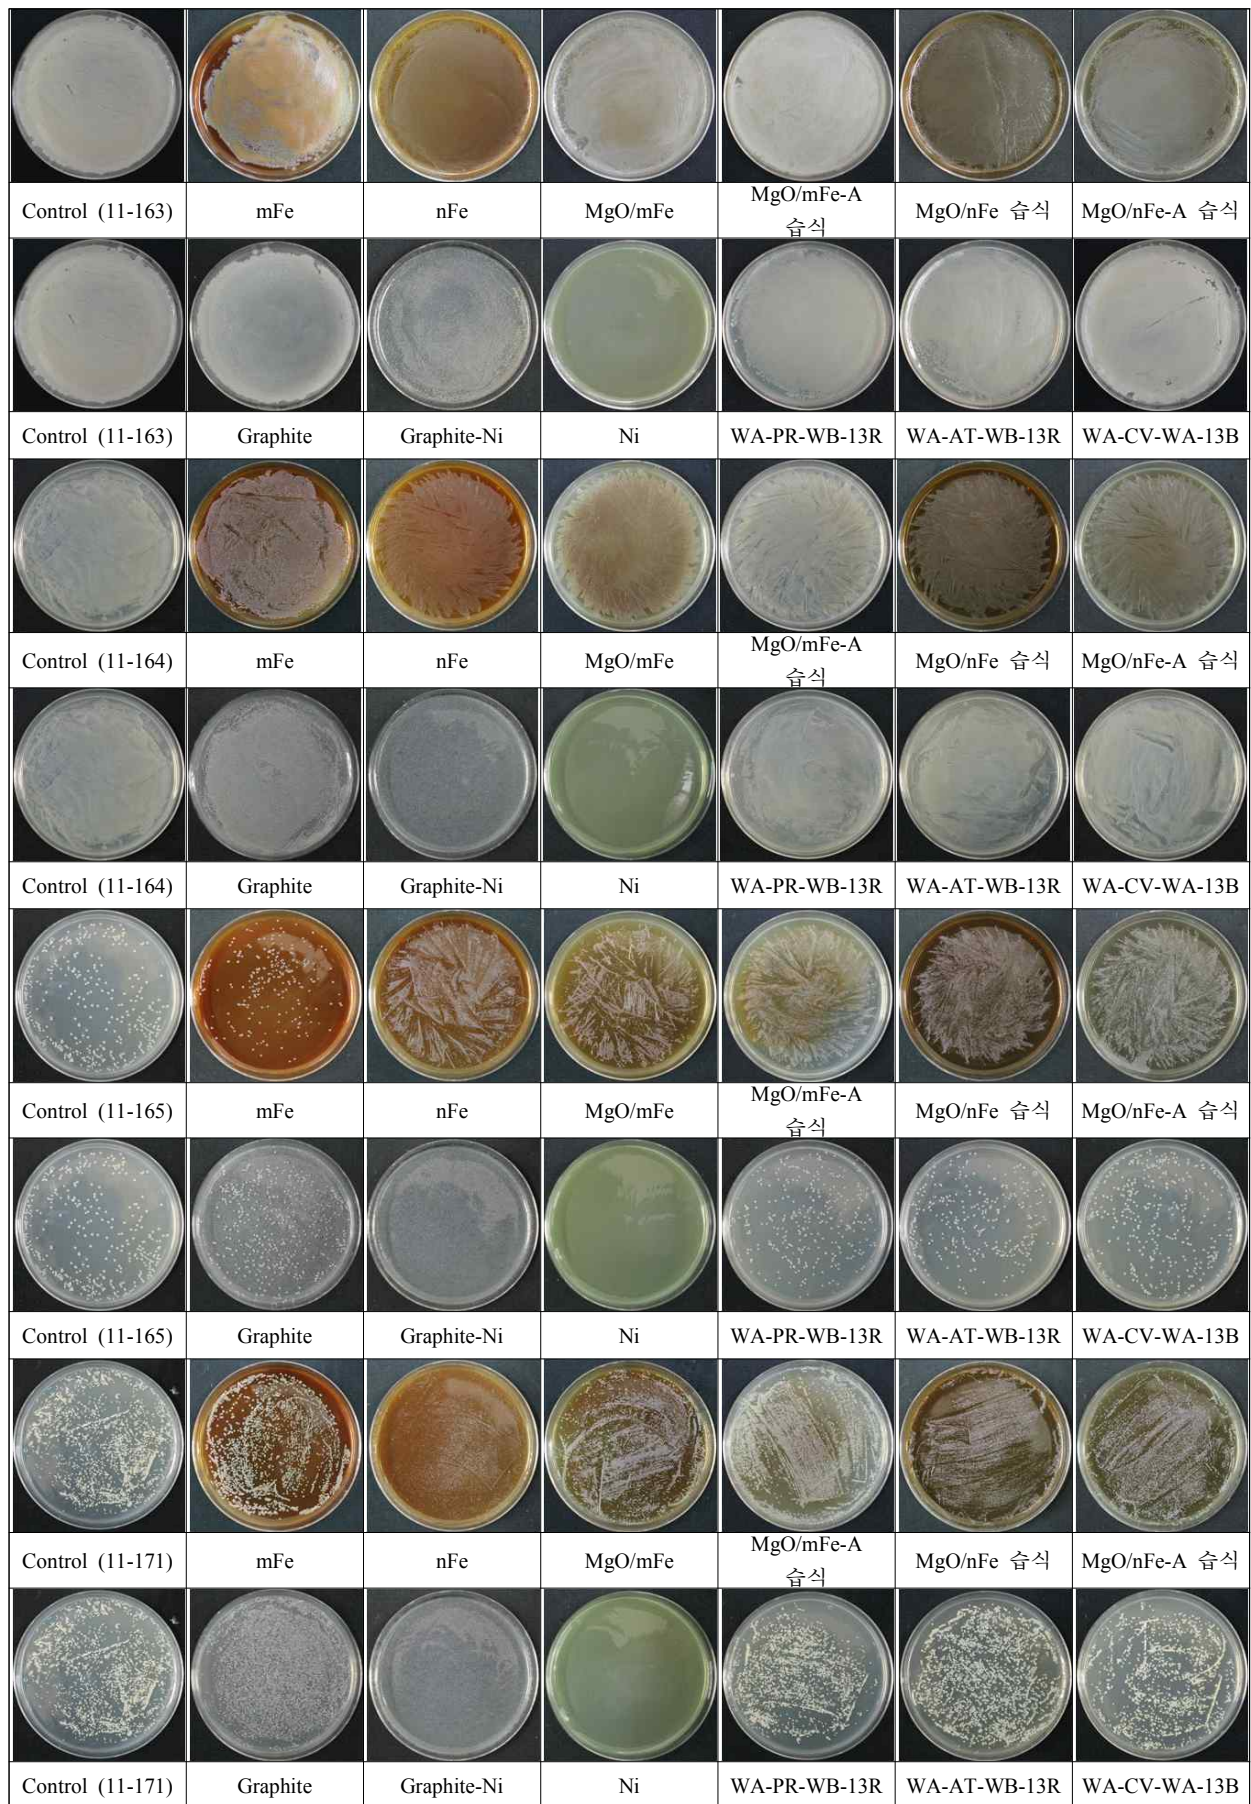 Control (11-163) mFe nFe MgO/mFe MgO/mFe-A 습식 MgO/nFe 습식 MgO/nFe-A 습식
Control (11-163) Graphite Graphite-Ni Ni WA-PR-WB-13R WA-AT-WB-13R WA-CV-WA-13B
Control (11-164) mFe nFe MgO/mFe MgO/mFe-A 습식 MgO/nFe 습식 MgO/nFe-A 습식
Control (11-164) Graphite Graphite-Ni Ni WA-PR-WB-13R WA-AT-WB-13R WA-CV-WA-13B
Control (11-165) mFe nFe MgO/mFe MgO/mFe-A 습식 MgO/nFe 습식 MgO/nFe-A 습식
Control (11-165) Graphite Graphite-Ni Ni WA-PR-WB-13R WA-AT-WB-13R WA-CV-WA-13B
Control (11-171) mFe nFe MgO/mFe MgO/mFe-A 습식 MgO/nFe 습식 MgO/nFe-A 습식
Control (11-171) Graphite Graphite-Ni Ni WA-PR-WB-13R WA-AT-WB-13R WA-CV-WA-13B